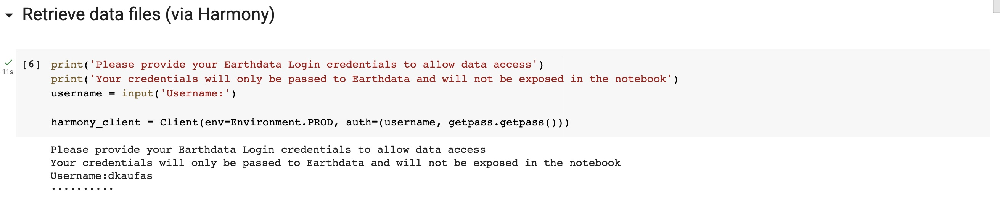 Retrieve data files (via Harmony)
[6] print('Please provide your Earthdata Login credentials to allow data access')
11s
print('Your credentials will only be passed to Earthdata and will not be exposed in the notebook')
username = input('Username:')
harmony_client = Client(env=Environment.PROD, auth=(username, getpass.getpass()))
Please provide your Earthdata Login credentials to allow data access
Your credentials will only be passed to Earthdata and will not be exposed in the notebook
Username:dkaufas
··········